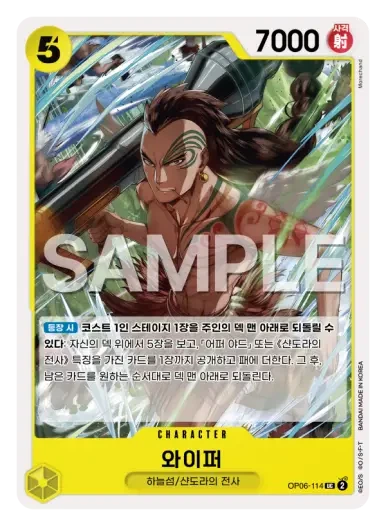 5
7000
사격
射
Morechand
SAMPLE
등장 시 코스트 1인 스테이지 1장을 주인의 덱 맨 아래로 되돌릴 수
있다: 자신의 덱 위에서 5장을 보고, 「어퍼 야드」 또는 《샨도라의
전사》 특징을 가진 카드를 1장까지 공개하고 패에 더한다. 그 후,
남은 카드를 원하는 순서대로 덱 맨 아래로 되돌린다.
CHARACTER
와이퍼
하늘섬/샨도라의 전사
OP06-114 UC 2
©E.O/S ©O/S·F·T BANDAI MADE IN KOREA